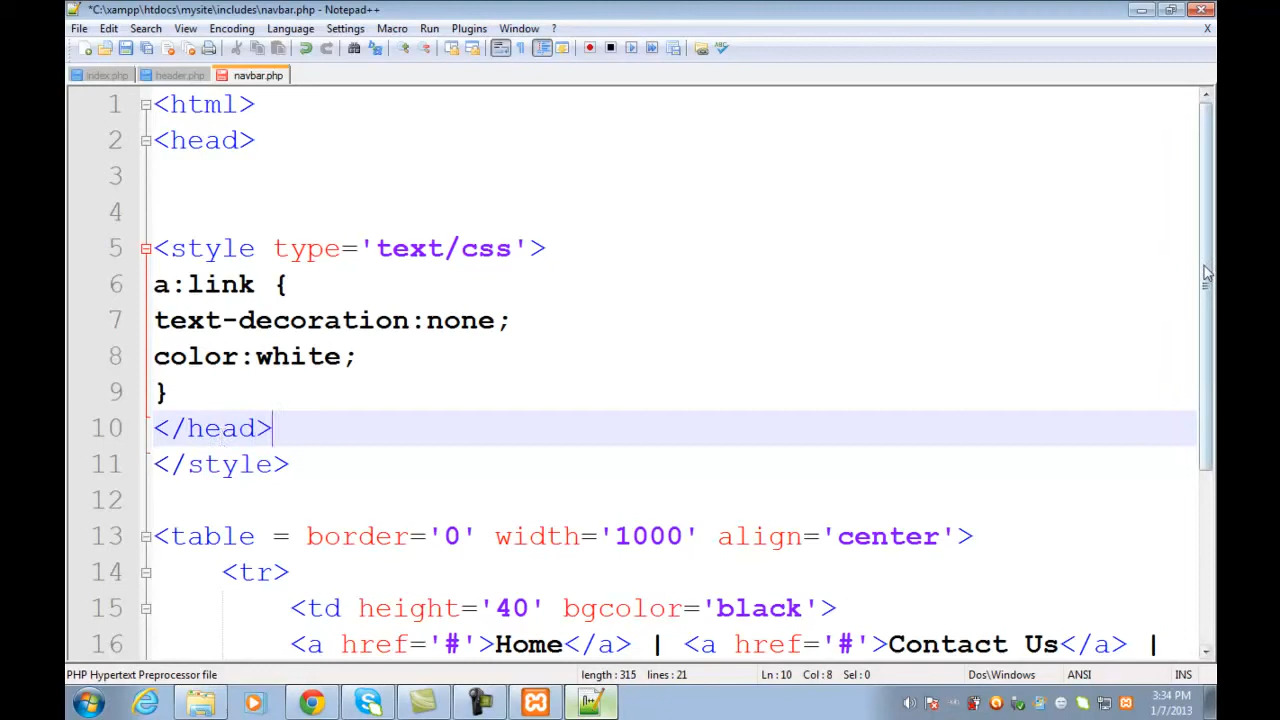 *C:\xampp\htdocs\mysite\includes\navbar.php - Notepad++
File Edit Search View Encoding Language Settings Macro Run Plugins Window ? X
index.php header.php navbar.php
1 <html>
2 <head>
3
4
5 <style type='text/css'>
6 a:link {
7 text-decoration:none;
8 color:white;
9 }
10 </head>
11 </style>
12
13 <table = border='0' width='1000' align='center'>
14 <tr>
15 <td height='40' bgcolor='black'>
16 <a href='#'>Home</a> | <a href='#'>Contact Us</a> |
PHP Hypertext Preprocessor file length : 315 lines : 21 Ln : 10 Col : 8 Sel : 0 Dos\Windows ANSI INS
3:34 PM
1/7/2013